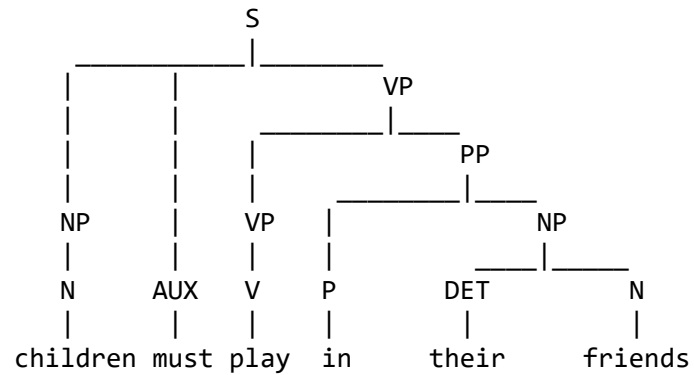 S
VP
PP
NP VP NP
N AUX V P DET N
children must play in their friends